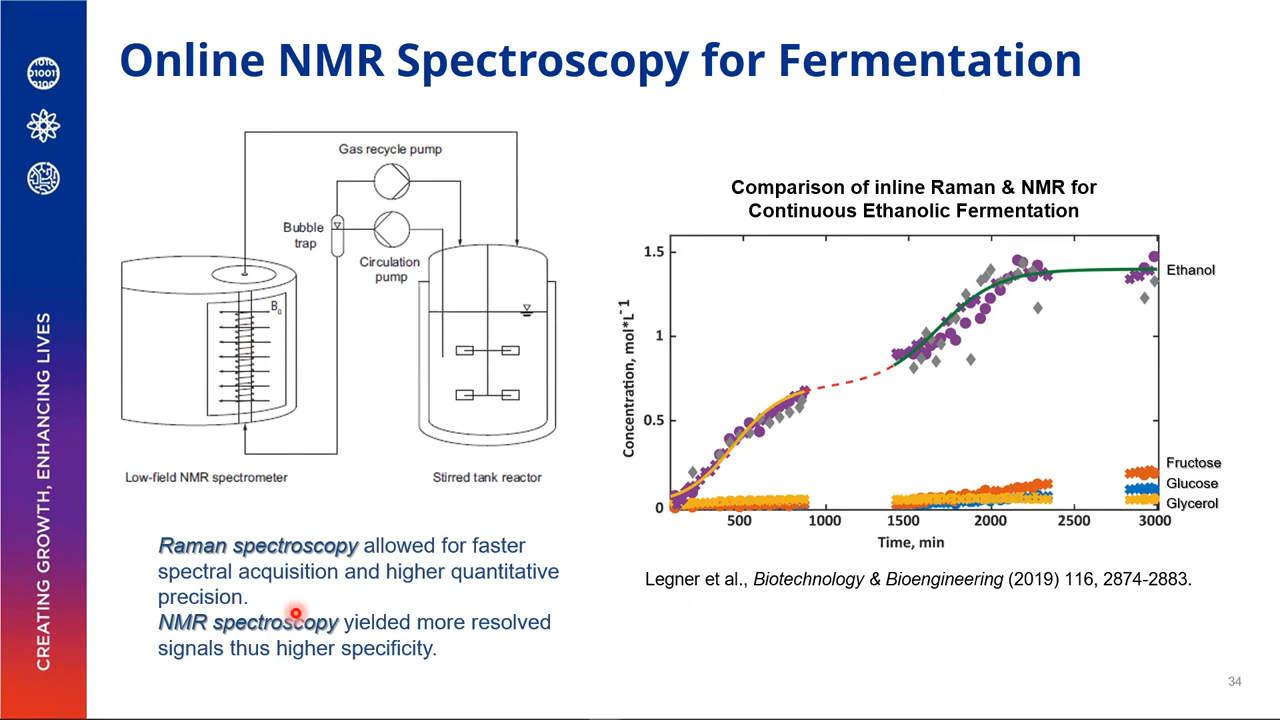 Online NMR Spectroscopy for Fermentation
CREATING GROWTH, ENHANCING LIVES
Gas recycle pump
Bubble
trap
Circulation
pump
B0
Low-field NMR spectrometer
Stirred tank reactor
Raman spectroscopy allowed for faster
spectral acquisition and higher quantitative
precision.
NMR spectroscopy yielded more resolved
signals thus higher specificity.
Comparison of inline Raman & NMR for
Continuous Ethanolic Fermentation
Concentration, mol*L-1
1.5
1
0.5
0
500
1000
1500
2000
2500
3000
Time, min
Ethanol
Fructose
Glucose
Glycerol
Legner et al., Biotechnology & Bioengineering (2019) 116, 2874-2883.
34